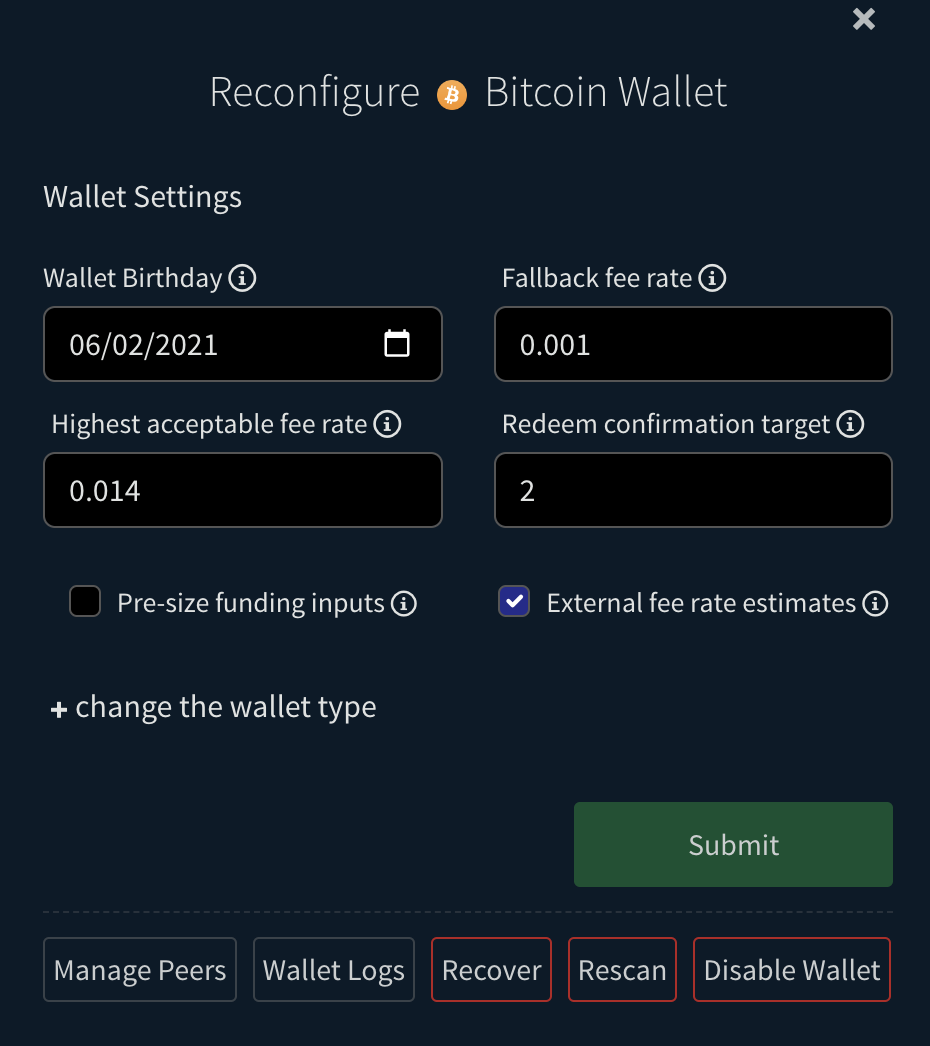 Reconfigure Bitcoin Wallet
Wallet Settings
Wallet Birthday
Fallback fee rate
06/02/2021
0.001
Highest acceptable fee rate
Redeem confirmation target
0.014
2
Pre-size funding inputs
External fee rate estimates
+ change the wallet type
Submit
Manage Peers
Wallet Logs
Recover
Rescan
Disable Wallet